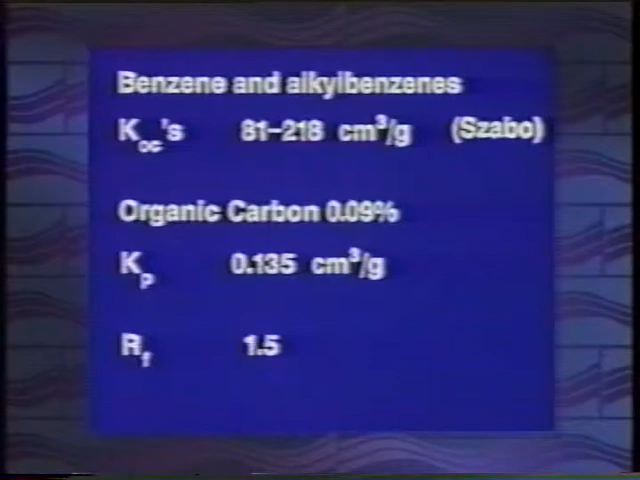 Benzene and alkylbenzenes
Koc's 81-218 cm³/g (Szabo)
Organic Carbon 0.09%
Kp 0.135 cm³/g
Rf 1.5